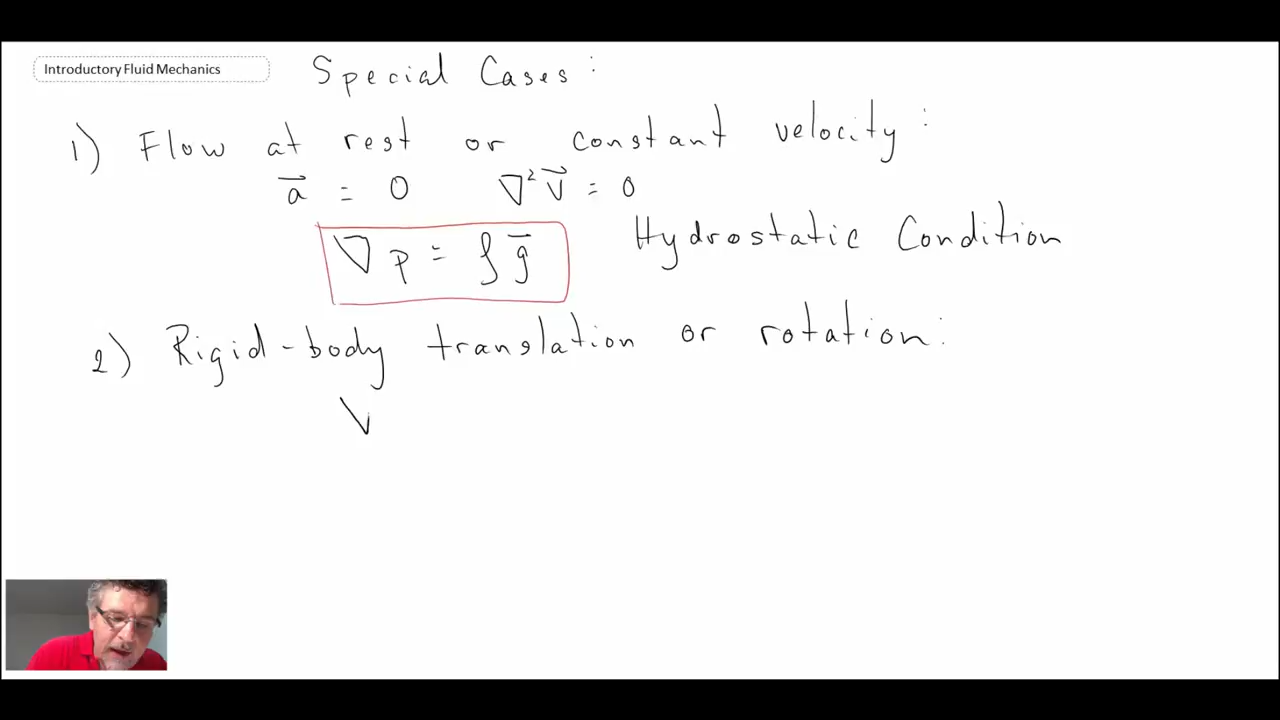 Introductory Fluid Mechanics
Special Cases:
1) Flow at rest or constant velocity:
a⃗ = 0 ∇² V⃗ = 0
∇p = ρg⃗ Hydrostatic Condition
2) Rigid-body translation or rotation:
V